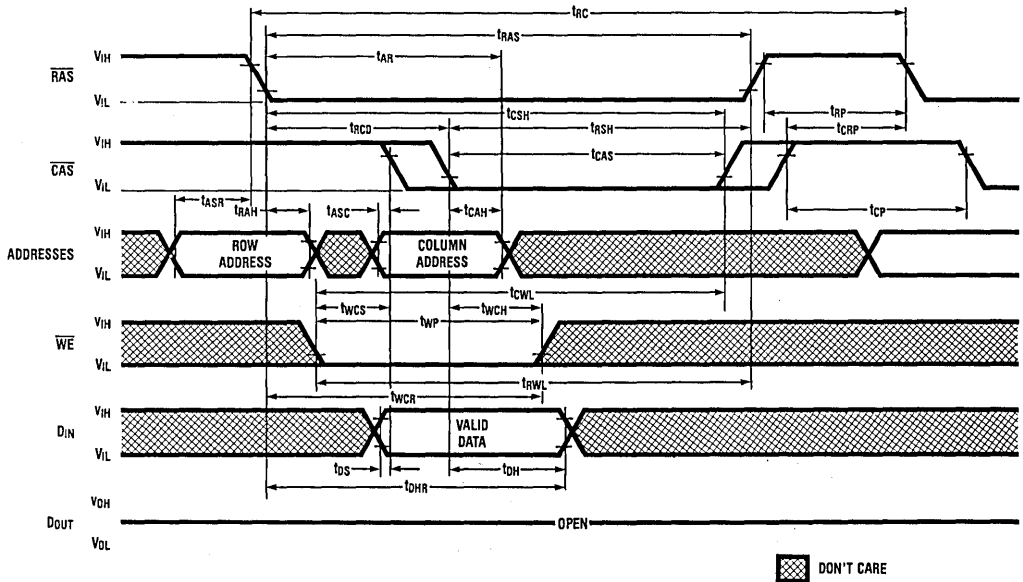 tRC
tRAS
tAR
VIH
RAS
VIL
tCSH
tRCD
tRSH
tRP
tCRP
VIH
CAS
VIL
tCAS
tASR
tRAH
tASC
tCAH
tCP
VIH
ADDRESSES
VIL
ROW
ADDRESS
COLUMN
ADDRESS
tCWL
tWCS
tWCH
tWP
VIH
WE
VIL
tRWL
tWCR
VIH
DIN
VIL
VALID
DATA
tDS
tDH
tDHR
VOH
DOUT
OPEN
VOL
DON'T CARE